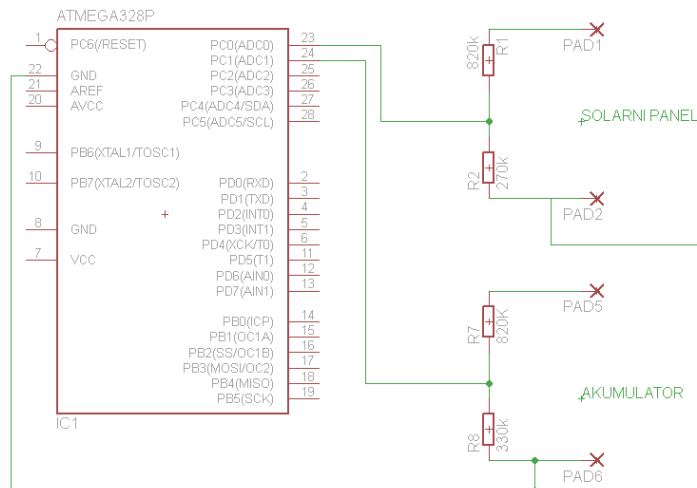 ATMEGA328P
1
PC6(/RESET)
22
GND
21
AREF
20
AVCC
9
PB6(XTAL1/TOSC1)
10
PB7(XTAL2/TOSC2)
8
GND
7
VCC
PC0(ADC0)
23
PC1(ADC1)
24
PC2(ADC2)
25
PC3(ADC3)
26
PC4(ADC4/SDA)
27
PC5(ADC5/SCL)
28
PD0(RXD)
2
PD1(TXD)
3
PD2(INT0)
4
PD3(INT1)
5
PD4(XCK/T0)
6
PD5(T1)
11
PD6(AIN0)
12
PD7(AIN1)
13
PB0(ICP)
14
PB1(OC1A)
15
PB2(SS/OC1B)
16
PB3(MOSI/OC2)
17
PB4(MISO)
18
PB5(SCK)
19
IC1
820k
R1
PAD1
SOLARNI PANEL
R2
270k
PAD2
R7
820K
PAD5
AKUMULATOR
R8
330k
PAD6